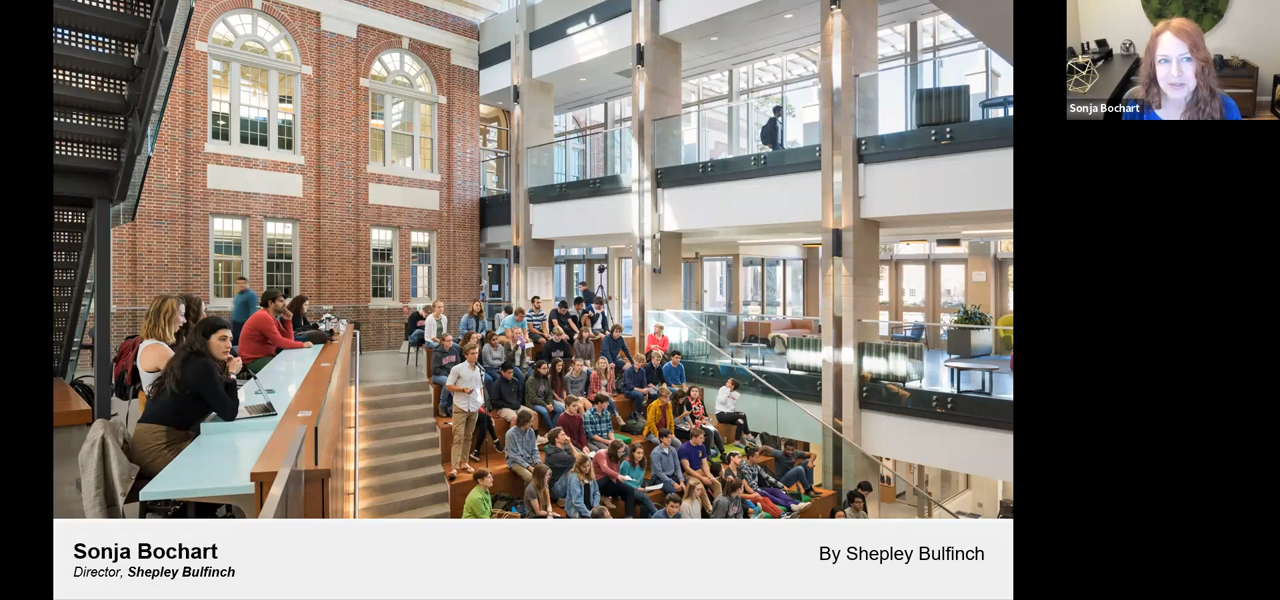 Sonja Bochart
Sonja Bochart
Director, Shepley Bulfinch
By Shepley Bulfinch